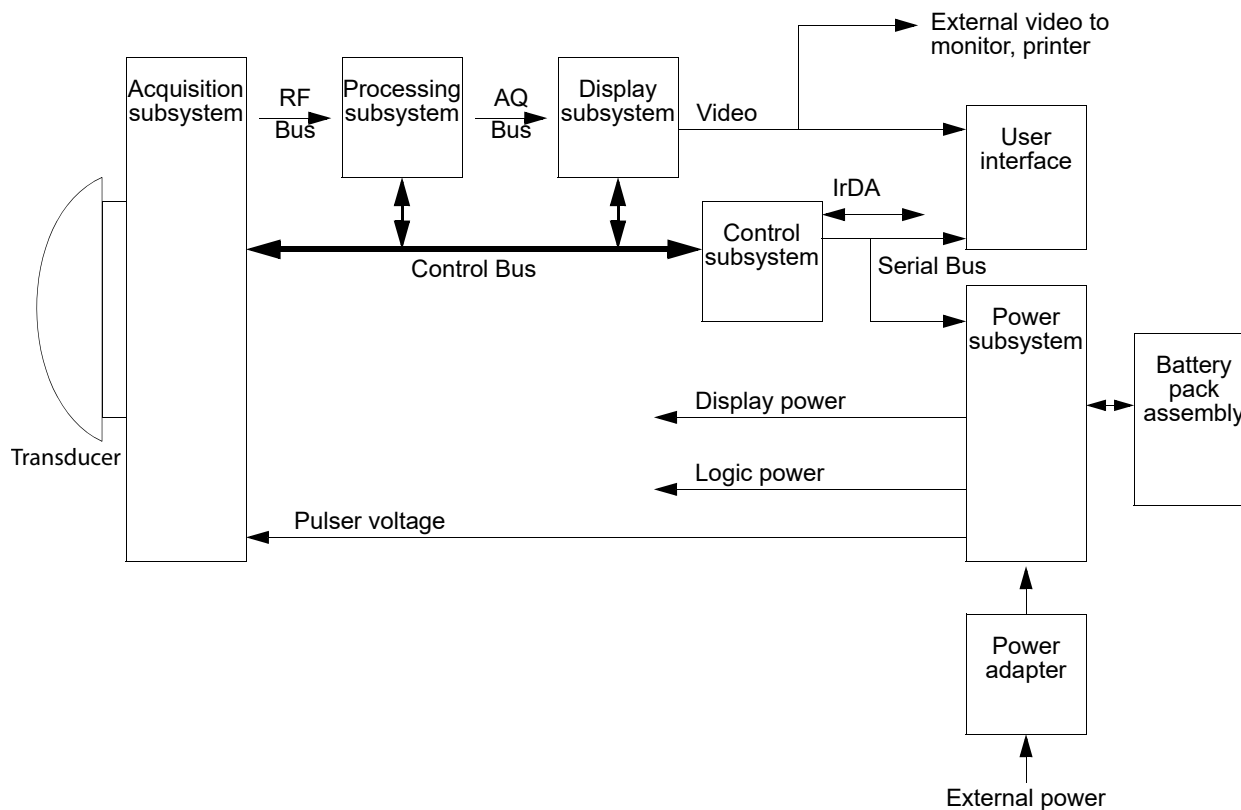 External video to
monitor, printer
Acquisition
subsystem
RF
Bus
Processing
subsystem
AQ
Bus
Display
subsystem
Video
User
interface
IrDA
Control
subsystem
Control Bus
Serial Bus
Power
subsystem
Battery
pack
assembly
Display power
Transducer
Logic power
Pulser voltage
Power
adapter
External power